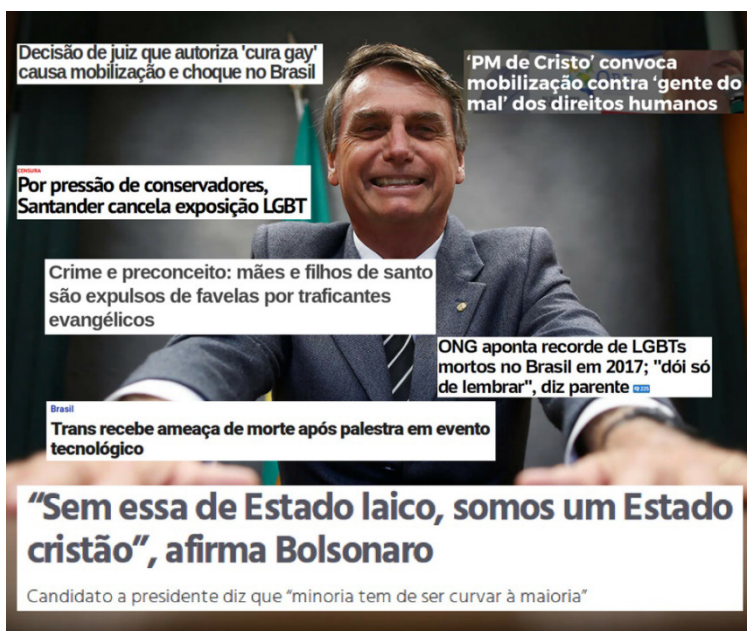 Decisão de juiz que autoriza 'cura gay'
causa mobilização e choque no Brasil
‘PM de Cristo’ convoca
mobilização contra ‘gente do
mal’ dos direitos humanos
CENSURA
Por pressão de conservadores,
Santander cancela exposição LGBT
Crime e preconceito: mães e filhos de santo
são expulsos de favelas por traficantes
evangélicos
ONG aponta recorde de LGBTs
mortos no Brasil em 2017; "dói só
de lembrar", diz parente
Brasil
Trans recebe ameaça de morte após palestra em evento
tecnológico
“Sem essa de Estado laico, somos um Estado
cristão”, afirma Bolsonaro
Candidato a presidente diz que “minoria tem de ser curvar à maioria”